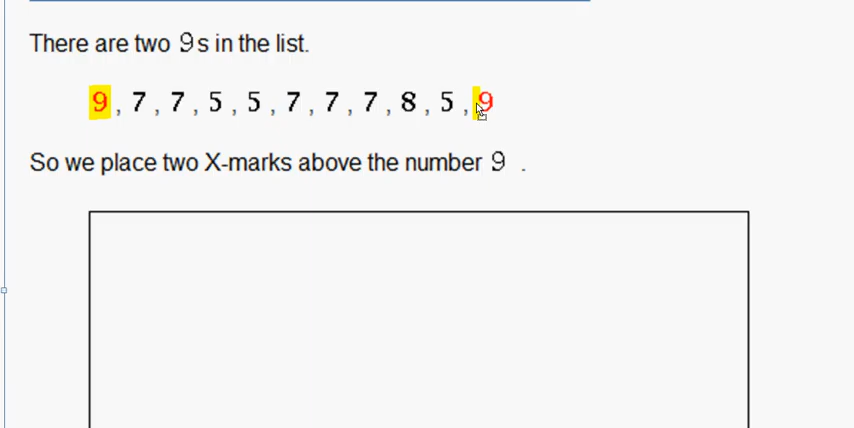 There are two 9s in the list.
9 , 7 , 7 , 5 , 5 , 7 , 7 , 7 , 8 , 5 , 9
So we place two X-marks above the number 9 .